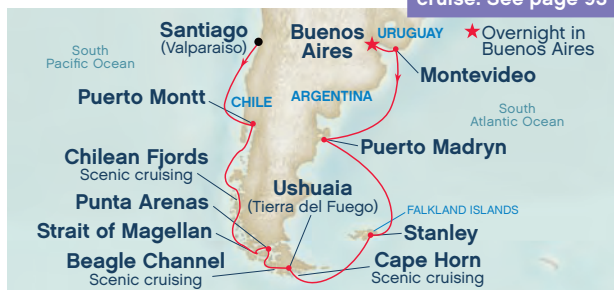 cruise. See page 95
Santiago
(Valparaiso)
Buenos
Aires
URUGUAY
★Overnight in
Buenos Aires
South
Pacific Ocean
Montevideo
Puerto Montt
CHILE
ARGENTINA
South
Atlantic Ocean
Puerto Madryn
Chilean Fjords
Scenic cruising
Ushuaia
(Tierra del Fuego)
Punta Arenas
FALKLAND ISLANDS
Strait of Magellan
Stanley
Beagle Channel
Scenic cruising
Cape Horn
Scenic cruising